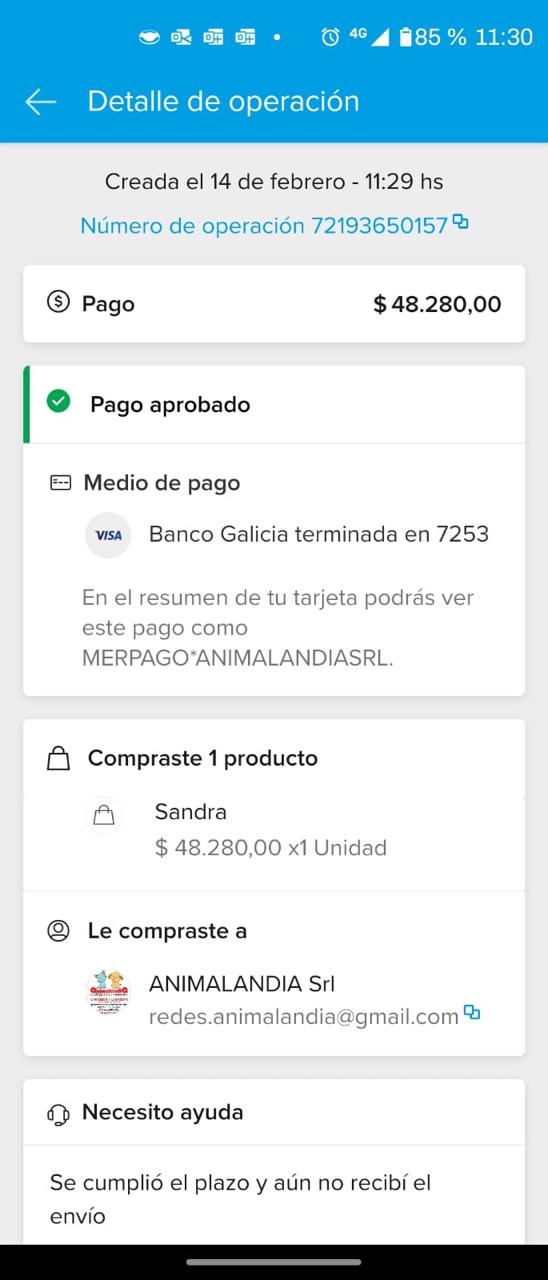 4G 85 % 11:30
Detalle de operación
Creada el 14 de febrero - 11:29 hs
Número de operación 72193650157
Pago $ 48.280,00
Pago aprobado
Medio de pago
VISA Banco Galicia terminada en 7253
En el resumen de tu tarjeta podrás ver
este pago como
MERPAGO*ANIMALANDIASRL.
Compraste 1 producto
Sandra
$ 48.280,00 x1 Unidad
Le compraste a
ANIMALANDIA Srl
redes.animalandia@gmail.com
Necesito ayuda
Se cumplió el plazo y aún no recibí el
envío